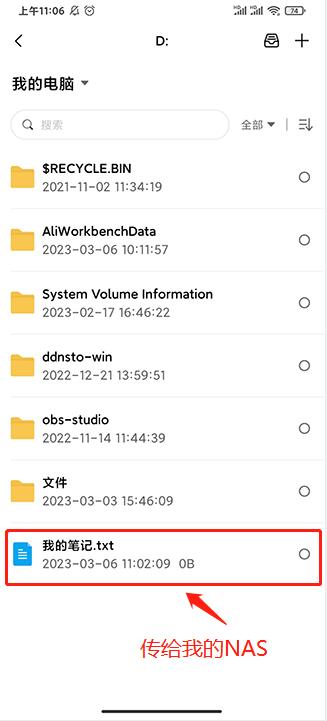 上午11:06
74
D:
我的电脑
搜索
全部
$RECYCLE.BIN
2021-11-02 11:34:19
AliWorkbenchData
2023-03-06 10:11:57
System Volume Information
2023-02-17 16:46:22
ddnsto-win
2022-12-21 13:59:51
obs-studio
2022-11-14 11:44:39
文件
2023-03-03 15:46:09
我的笔记.txt
2023-03-06 11:02:09 0B
传给我的NAS